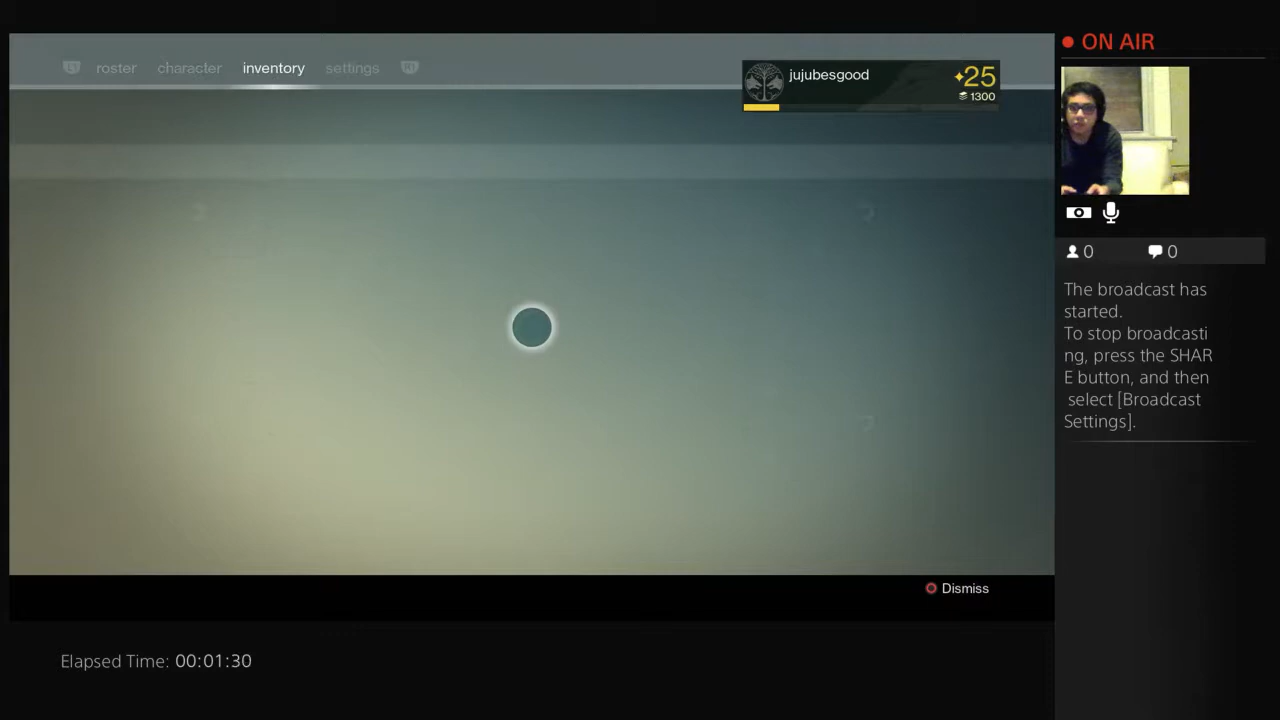 roster character inventory settings
jujubesgood 25
1300
ON AIR
0 0
The broadcast has
started.
To stop broadcasti
ng, press the SHAR
E button, and then
select [Broadcast
Settings].
Dismiss
Elapsed Time: 00:01:30